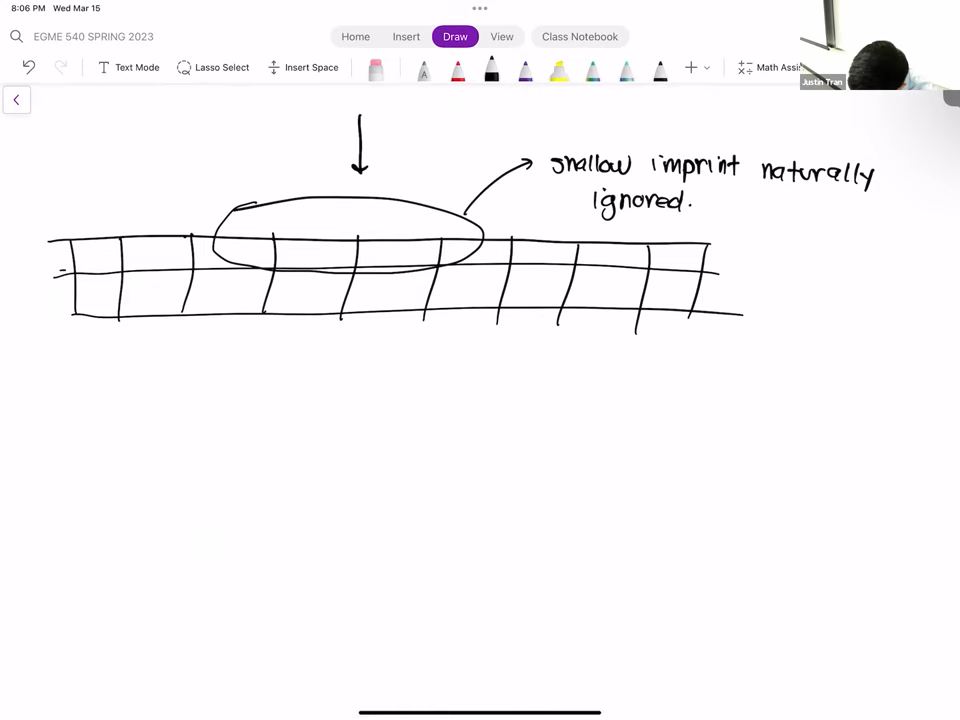 8:06 PM Wed Mar 15
EGME 540 SPRING 2023
Home Insert Draw View Class Notebook
Text Mode Lasso Select Insert Space A Math Assis
Justin Tran
shallow imprint naturally
ignored.